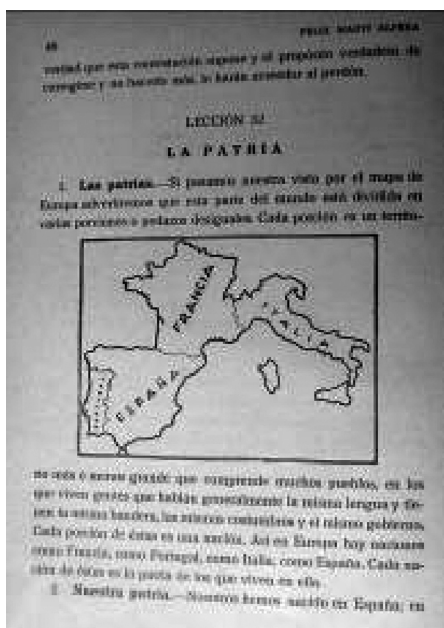 48 FELIX MARTÍ ALPERA
verdad que esta contestación supone y el propósito verdadero de
corregirse y no hacerlo más, le harán acreedor al perdón.
LECCIÓN
LA PATRIA
1. Las patrias.—Si pasamos nuestra vista por el mapa de
Europa advertiremos que esta parte del mundo está dividida en
varias porciones o pedazos desiguales. Cada porción es un territo-
FRANCIA
ITALIA
ESPAÑA
rio más o menos grande que comprende muchos pueblos, en los
que viven gentes que hablan generalmente la misma lengua y tie-
nen la misma bandera, las mismas costumbres y el mismo gobierno.
Cada porción de éstas es una nación. Así en Europa hay naciones
como Francia, como Portugal, como Italia, como España. Cada na-
ción de éstas es la patria de los que viven en ella.
2. Nuestra patria.—Nosotros hemos nacido en España; en